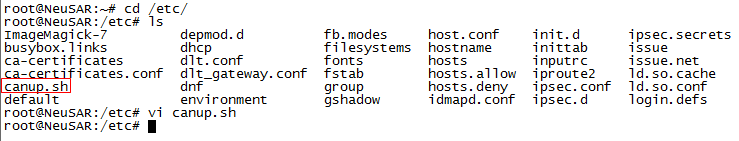 root@NeuSAR:~# cd /etc/
root@NeuSAR:/etc# ls
ImageMagick-7 depmod.d fb.modes host.conf init.d ipsec.secrets
busybox.links dhcp filesystems hostname inittab issue
ca-certificates dlt.conf fonts hosts inputrc issue.net
ca-certificates.conf dlt_gateway.conf fstab hosts.allow iproute2 ld.so.cache
canup.sh dnf group hosts.deny ipsec.conf ld.so.conf
default environment gshadow idmapd.conf ipsec.d login.defs
root@NeuSAR:/etc# vi canup.sh
root@NeuSAR:/etc#